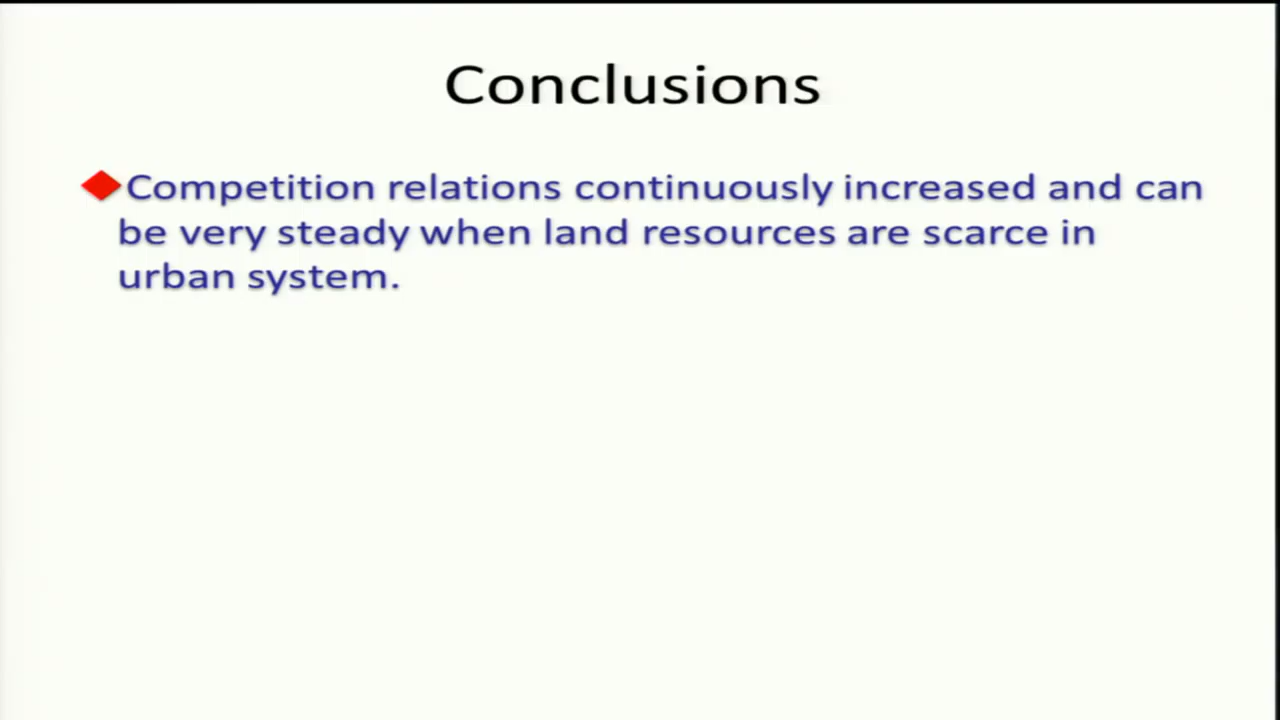 Conclusions
Competition relations continuously increased and can
be very steady when land resources are scarce in
urban system.